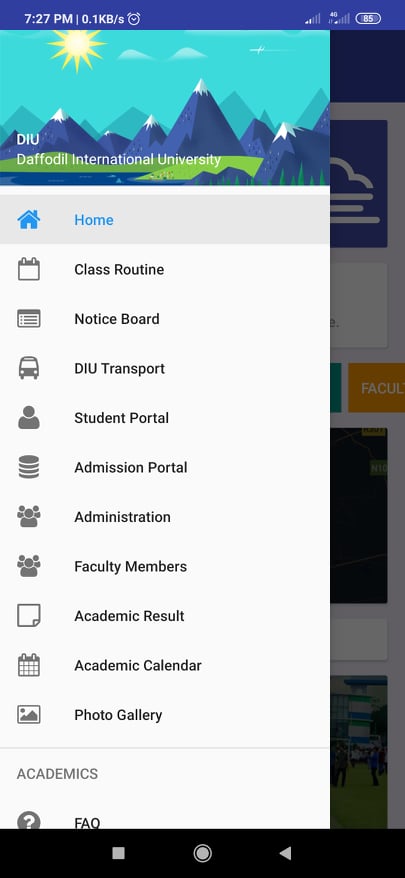 7:27 PM | 0.1KB/s
4G
85
DIU
Daffodil International University
Home
Class Routine
Notice Board
DIU Transport
Student Portal
Admission Portal
Administration
Faculty Members
Academic Result
Academic Calendar
Photo Gallery
ACADEMICS
FAQ
e.
FACUL
N10